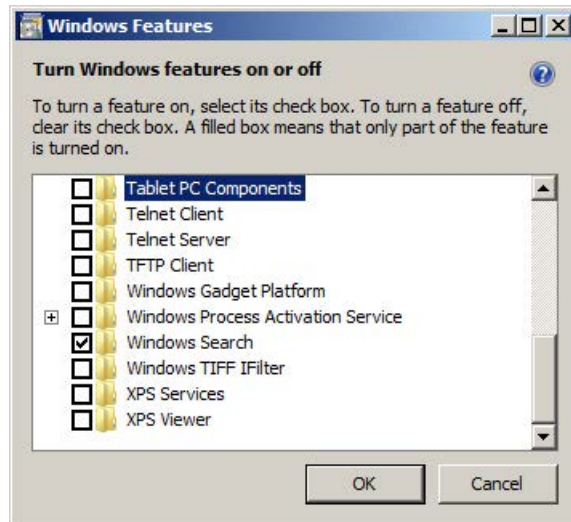 Windows Features
Turn Windows features on or off
To turn a feature on, select its check box. To turn a feature off,
clear its check box. A filled box means that only part of the feature
is turned on.
Tablet PC Components
Telnet Client
Telnet Server
TFTP Client
Windows Gadget Platform
Windows Process Activation Service
Windows Search
Windows TIFF IFilter
XPS Services
XPS Viewer
OK
Cancel